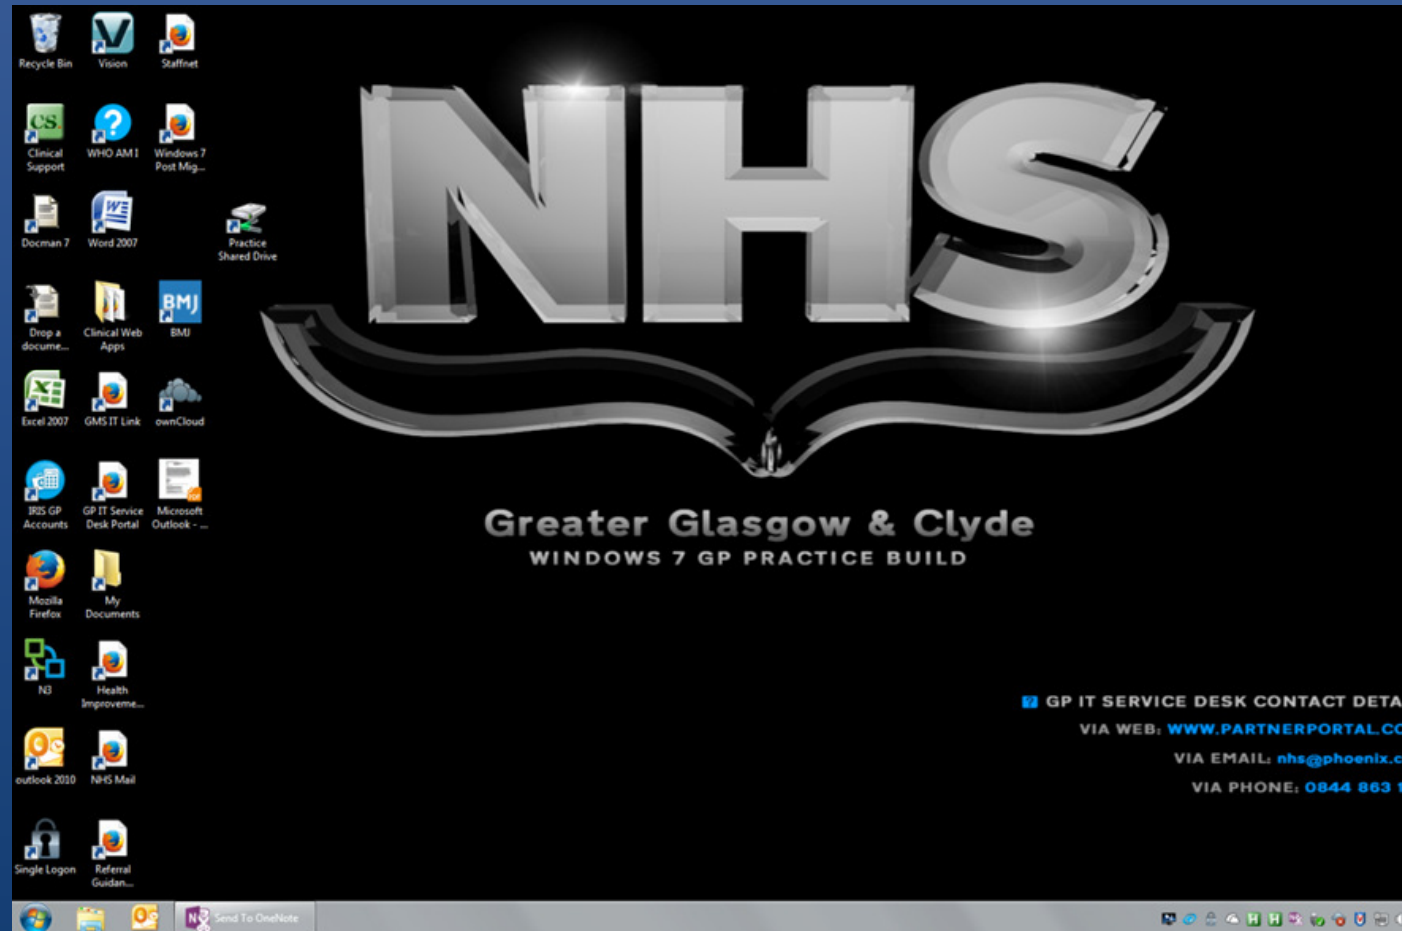 Recycle Bin
Vision
Staffnet
CS
Clinical
Support
?
WHO AM I
Windows 7
Post Mig...
Docman 7
W
Word 2007
Practice
Shared Drive
Drop a
docume...
Clinical Web
Apps
BMJ
BMJ
Excel 2007
GMS IT Link
ownCloud
IRIS GP
Accounts
GP IT Service
Desk Portal
Microsoft
Outlook - ...
Mozilla
Firefox
My
Documents
N3
Health
Improveme...
outlook 2010
NHS Mail
Single Logon
Referral
Guidan...
NHS
Greater Glasgow & Clyde
WINDOWS 7 GP PRACTICE BUILD
? GP IT SERVICE DESK CONTACT DETA
VIA WEB: WWW.PARTNERPORTAL.CO
VIA EMAIL: nhs@phoenix.c
VIA PHONE: 0844 863 1
N Send To OneNote
H H